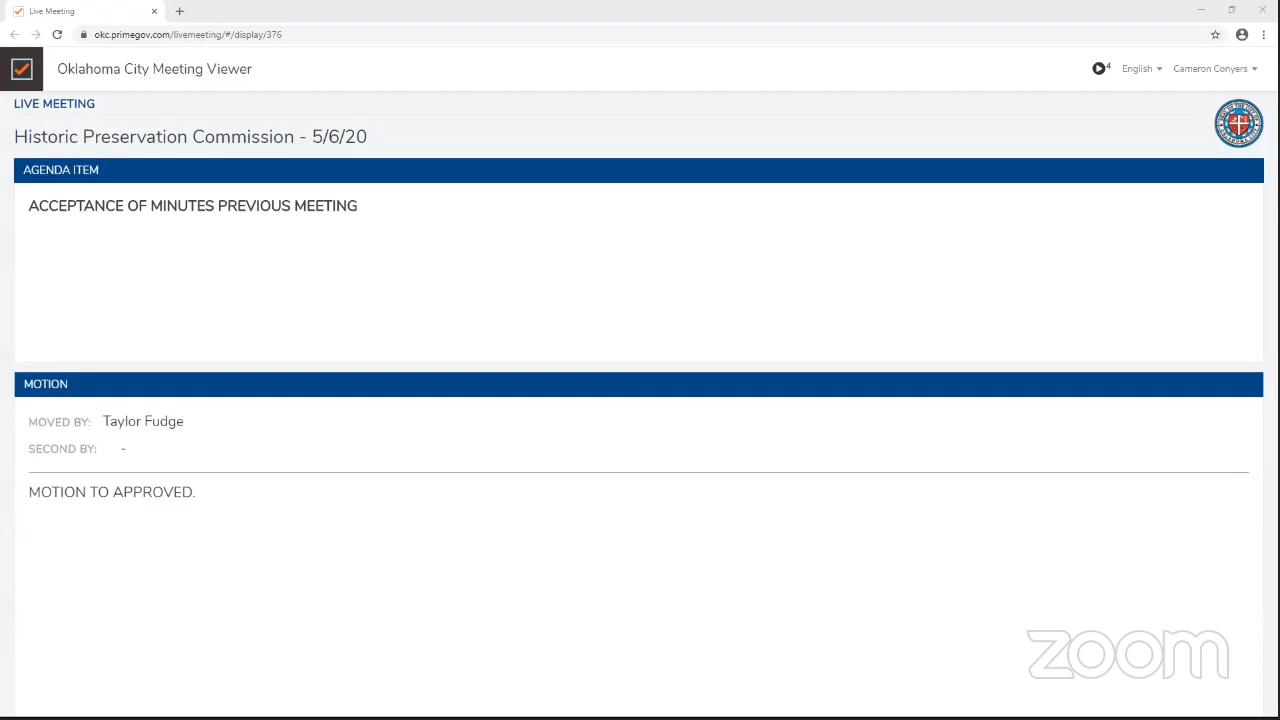 Live Meeting
okc.primegov.com/livemeeting/#/display/376
Oklahoma City Meeting Viewer
4
English
Cameron Conyers
LIVE MEETING
Historic Preservation Commission - 5/6/20
AGENDA ITEM
ACCEPTANCE OF MINUTES PREVIOUS MEETING
MOTION
MOVED BY: Taylor Fudge
SECOND BY: -
MOTION TO APPROVED.
zoom